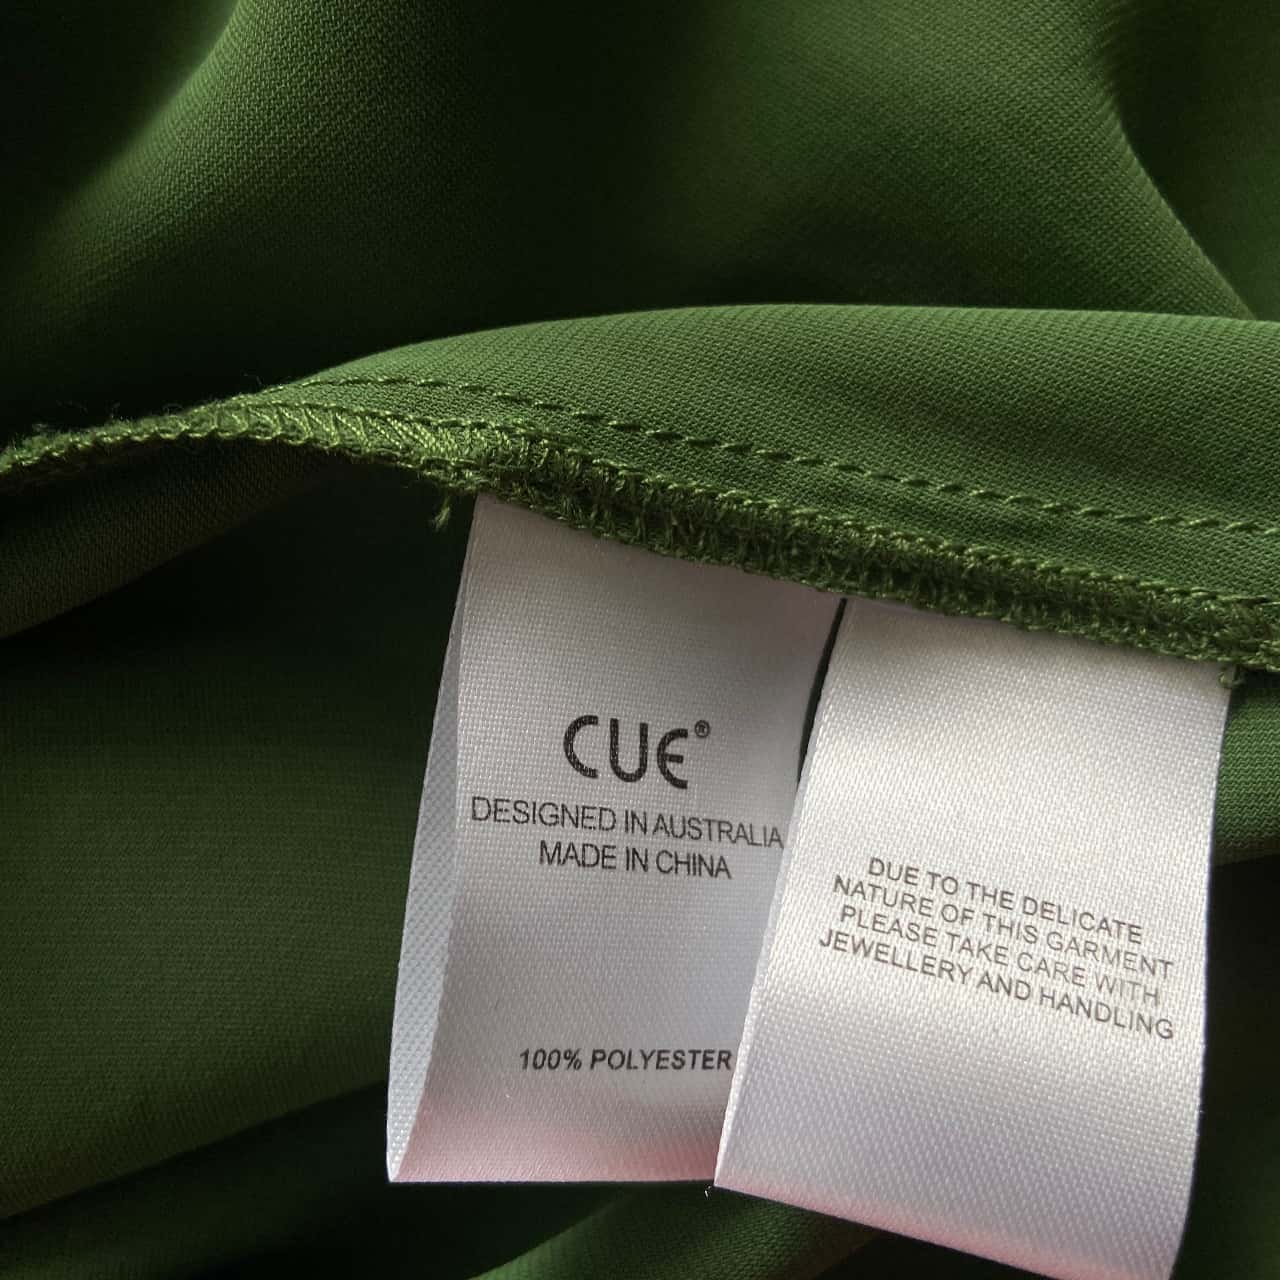 CUE®
DESIGNED IN AUSTRALIA
MADE IN CHINA
100% POLYESTER
DUE TO THE DELICATE
NATURE OF THIS GARMENT
PLEASE TAKE CARE WITH
JEWELLERY AND HANDLING